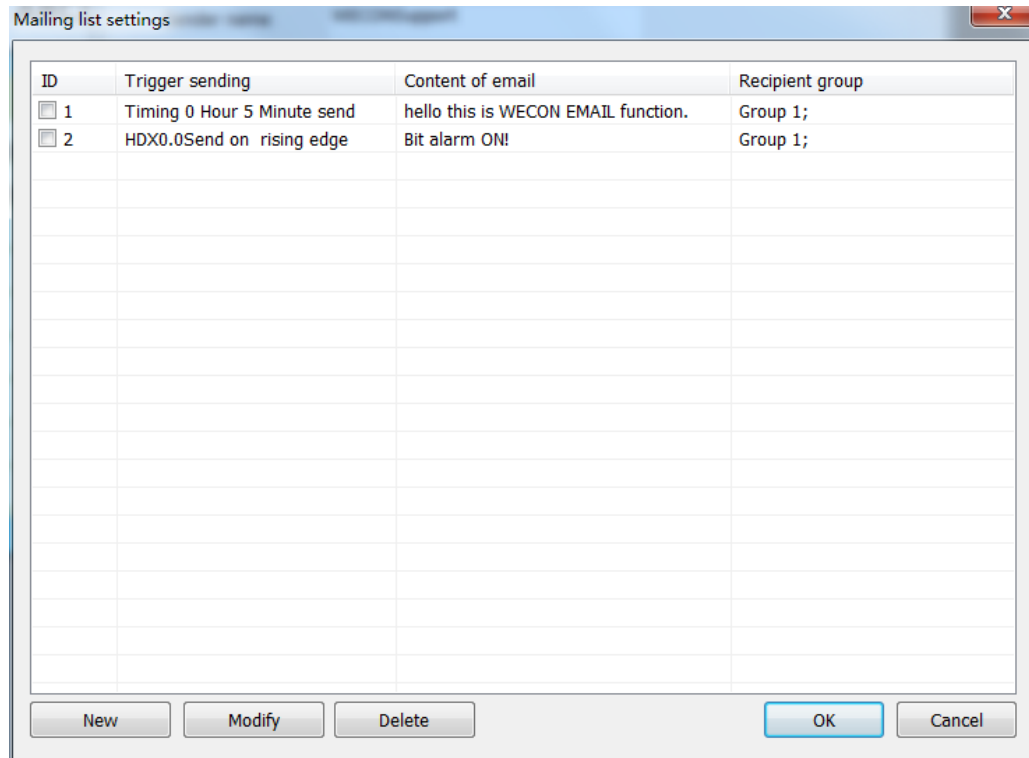 Mailing list settings
ID Trigger sending Content of email Recipient group
1 Timing 0 Hour 5 Minute send hello this is WECON EMAIL function. Group 1;
2 HDX0.0Send on rising edge Bit alarm ON! Group 1;
New Modify Delete OK Cancel